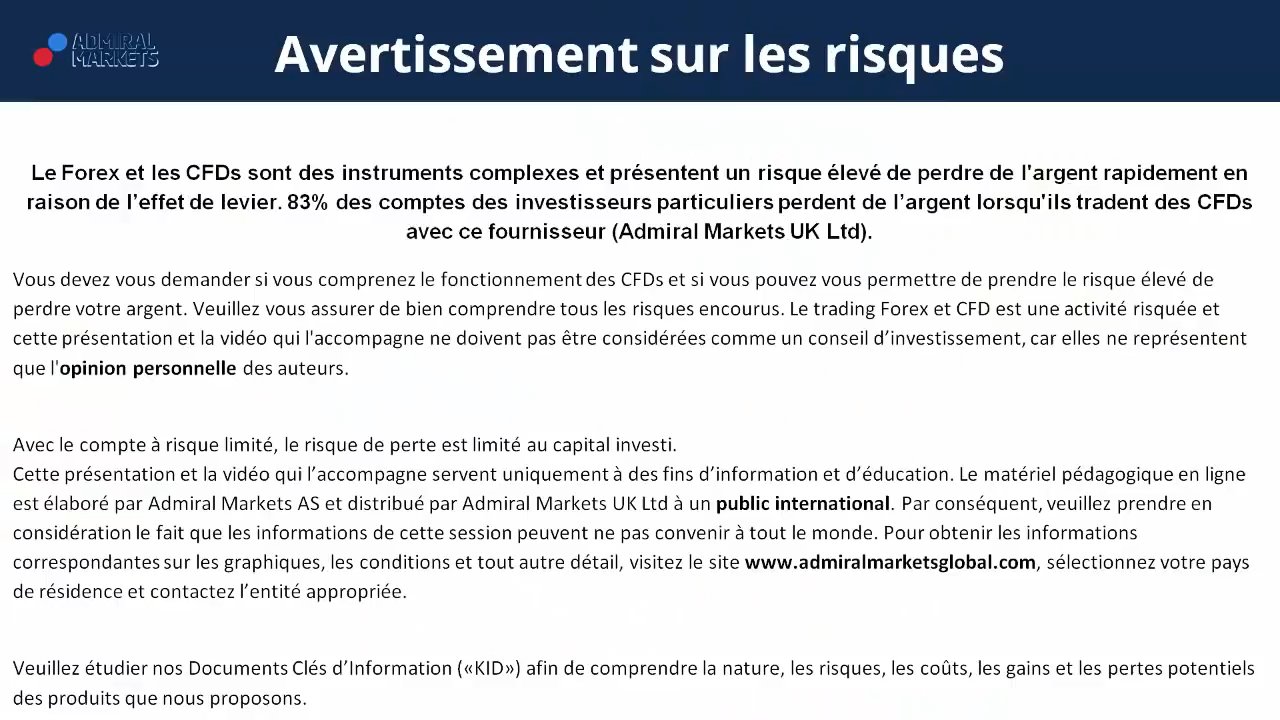 ADMIRAL
MARKETS
Avertissement sur les risques
Le Forex et les CFDs sont des instruments complexes et présentent un risque élevé de perdre de l'argent rapidement en
raison de l’effet de levier. 83% des comptes des investisseurs particuliers perdent de l’argent lorsqu'ils tradent des CFDs
avec ce fournisseur (Admiral Markets UK Ltd).
Vous devez vous demander si vous comprenez le fonctionnement des CFDs et si vous pouvez vous permettre de prendre le risque élevé de
perdre votre argent. Veuillez vous assurer de bien comprendre tous les risques encourus. Le trading Forex et CFD est une activité risquée et
cette présentation et la vidéo qui l'accompagne ne doivent pas être considérées comme un conseil d’investissement, car elles ne représentent
que l'opinion personnelle des auteurs.
Avec le compte à risque limité, le risque de perte est limité au capital investi.
Cette présentation et la vidéo qui l’accompagne servent uniquement à des fins d’information et d’éducation. Le matériel pédagogique en ligne
est élaboré par Admiral Markets AS et distribué par Admiral Markets UK Ltd à un public international. Par conséquent, veuillez prendre en
considération le fait que les informations de cette session peuvent ne pas convenir à tout le monde. Pour obtenir les informations
correspondantes sur les graphiques, les conditions et tout autre détail, visitez le site www.admiralmarketsglobal.com, sélectionnez votre pays
de résidence et contactez l’entité appropriée.
Veuillez étudier nos Documents Clés d’Information («KID») afin de comprendre la nature, les risques, les coûts, les gains et les pertes potentiels
des produits que nous proposons.